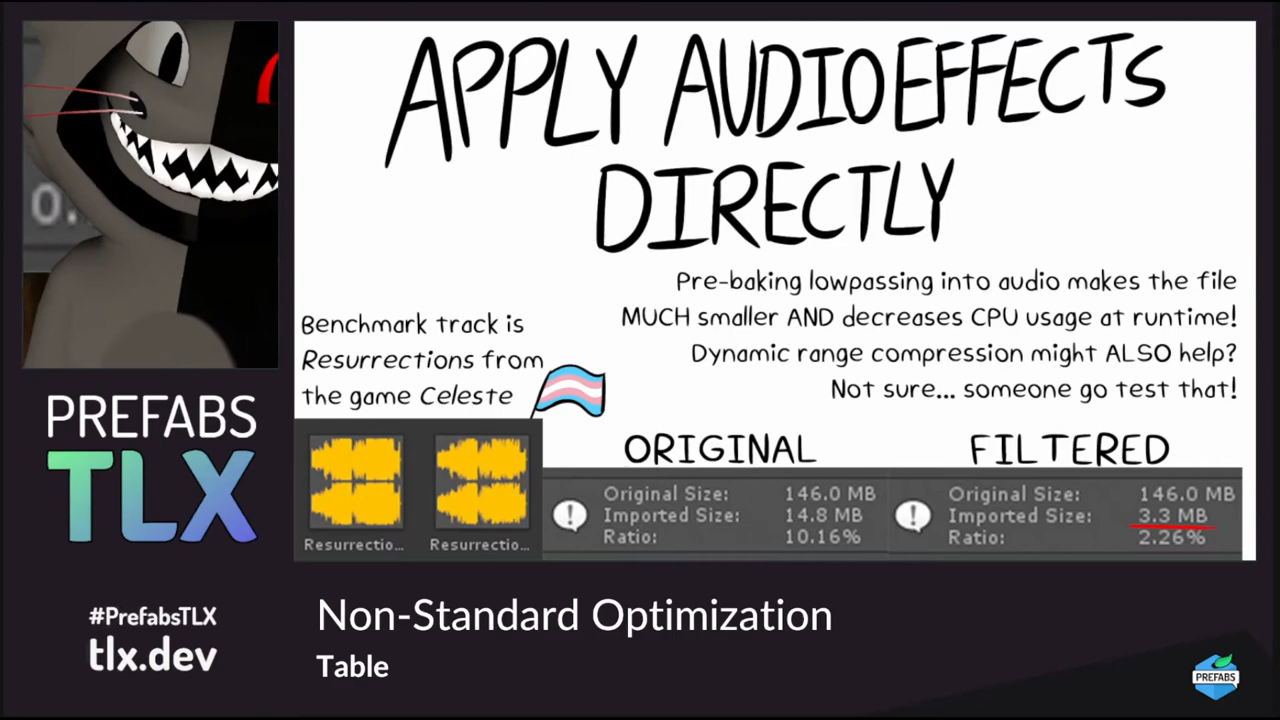 APPLY AUDIO EFFECTS
DIRECTLY
Pre-baking lowpassing into audio makes the file
MUCH smaller AND decreases CPU usage at runtime!
Dynamic range compression might ALSO help?
Not sure... someone go test that!
Benchmark track is
Resurrections from
the game Celeste
ORIGINAL
FILTERED
Resurrectio...
Resurrectio...
Original Size: 146.0 MB
Imported Size: 14.8 MB
Ratio: 10.16%
Original Size: 146.0 MB
Imported Size: 3.3 MB
Ratio: 2.26%
0.
PREFABS
TLX
#PrefabsTLX
tlx.dev
Non-Standard Optimization
Table
PREFABS